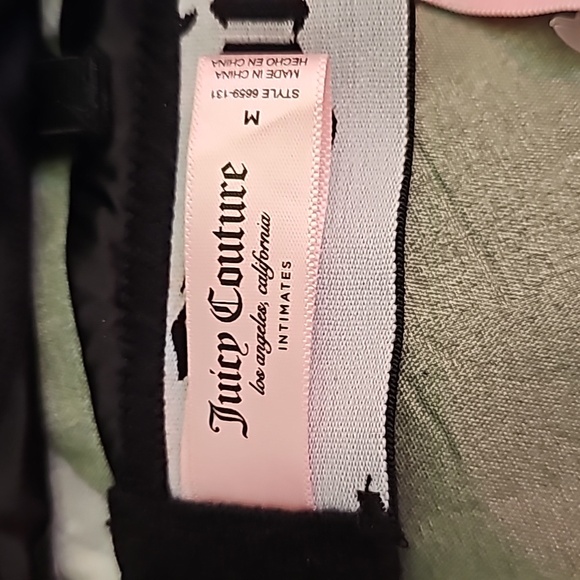 Juicy Couture
los angeles, california
INTIMATES
M
STYLE 6659-131
MADE IN CHINA
HECHO EN CHINA